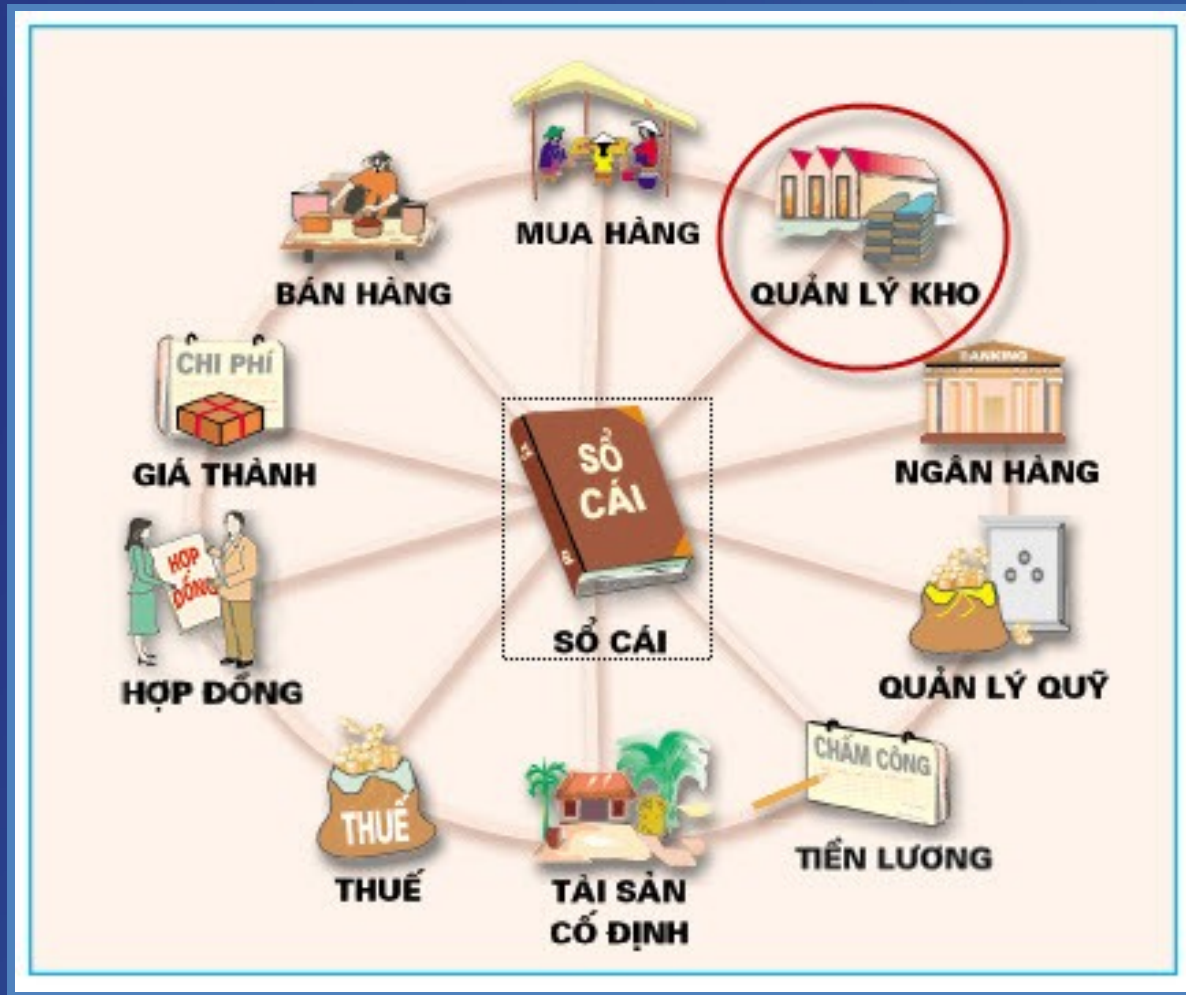 MUA HÀNG
QUẢN LÝ KHO
BÁN HÀNG
BANKING
NGÂN HÀNG
CHI PHÍ
GIÁ THÀNH
SỔ
CÁI
SỔ CÁI
HỢP
ĐỒNG
HỢP ĐỒNG
QUẢN LÝ QUỸ
CHẤM CÔNG
TIỀN LƯƠNG
THUẾ
THUẾ
TÀI SẢN
CỐ ĐỊNH